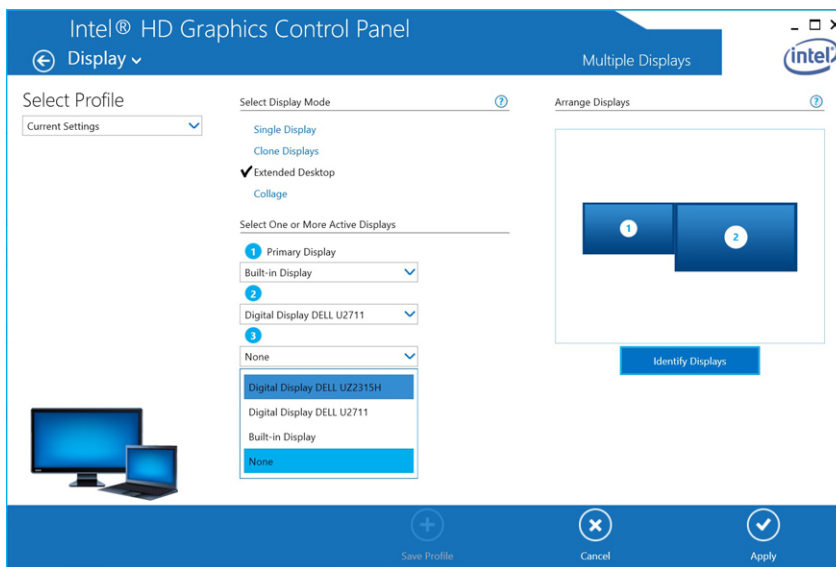 Intel® HD Graphics Control Panel
Display
Multiple Displays
intel
Select Profile
Current Settings
Select Display Mode
?
Single Display
Clone Displays
Extended Desktop
Collage
Select One or More Active Displays
1 Primary Display
Built-in Display
2
Digital Display DELL U2711
3
None
Digital Display DELL UZ2315H
Digital Display DELL U2711
Built-in Display
None
Arrange Displays
?
1
2
Identify Displays
Save Profile
Cancel
Apply